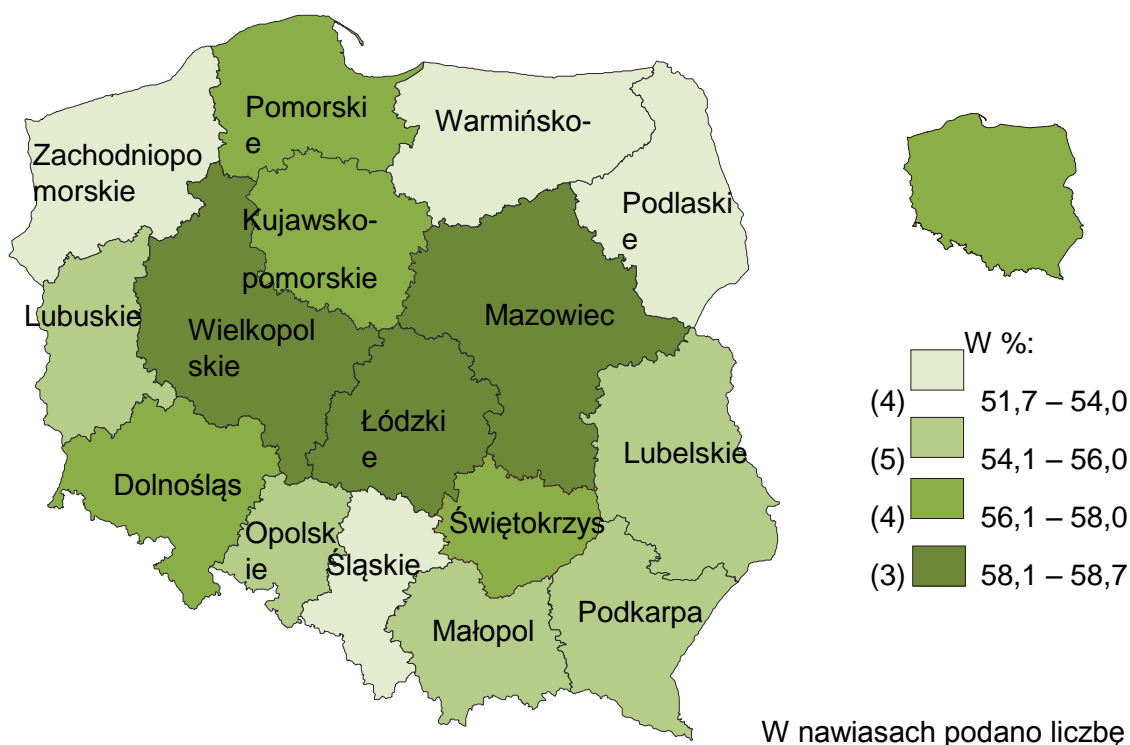 Pomorski
e
Warmińsko-
Zachodniopo
morskie
Podlaski
e
Kujawsko-
pomorskie
Lubuskie
Wielkopol
skie
Mazowiec
Łódzki
e
Lubelskie
Dolnośląs
Opolsk
ie
Śląskie
Świętokrzys
Małopol
Podkarpa
W %:
(4) 51,7 – 54,0
(5) 54,1 – 56,0
(4) 56,1 – 58,0
(3) 58,1 – 58,7
W nawiasach podano liczbę